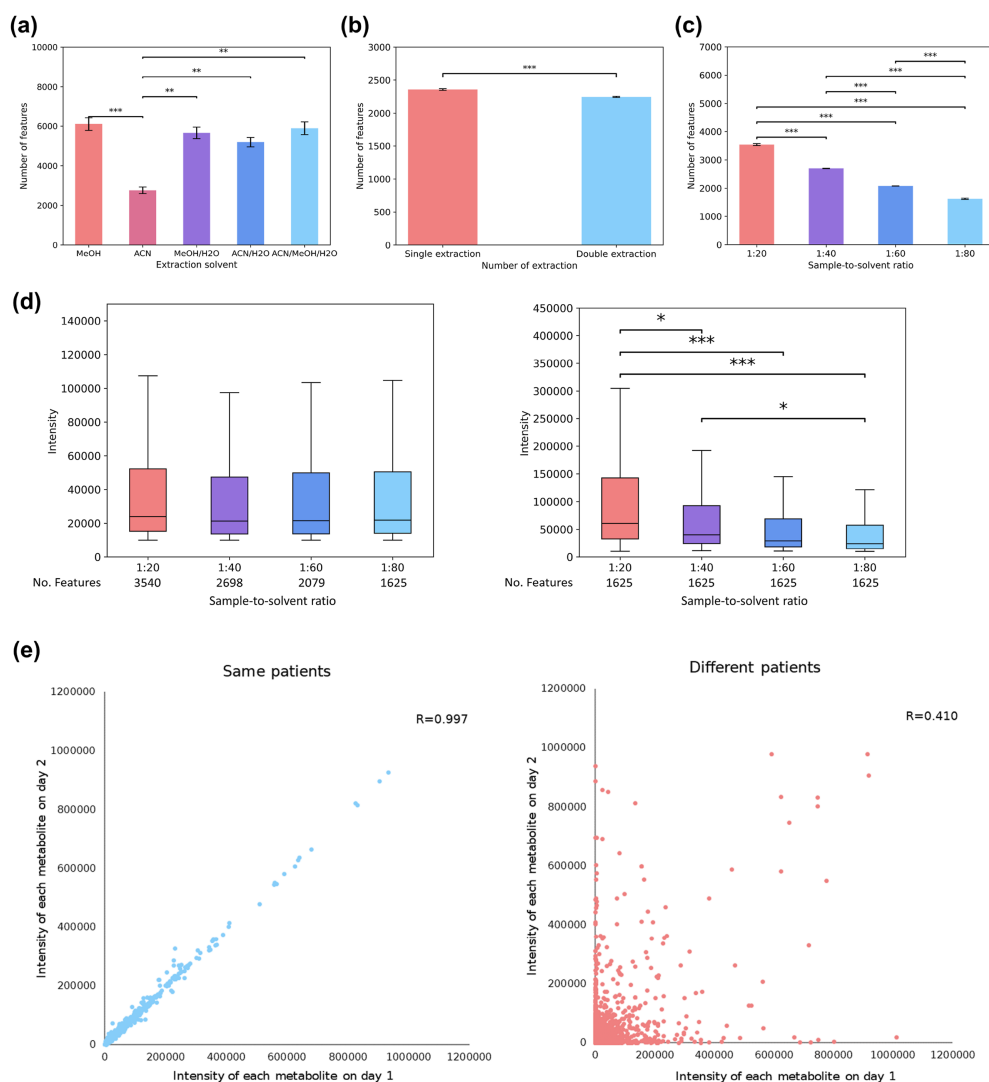 (a)
10000
8000
6000
4000
2000
0
Number of features
**
**
**
***
MeOH
ACN
MeOH/H2O
ACN/H2O
ACN/MeOH/H2O
Extraction solvent
(b)
3000
2500
2000
1500
1000
500
0
Number of features
***
Single extraction
Double extraction
Number of extraction
(c)
7000
6000
5000
4000
3000
2000
1000
0
Number of features
***
***
***
***
***
***
1:20
1:40
1:60
1:80
Sample-to-solvent ratio
(d)
140000
120000
100000
80000
60000
40000
20000
0
Intensity
1:20 1:40 1:60 1:80
No. Features 3540 2698 2079 1625
Sample-to-solvent ratio
450000
400000
350000
300000
250000
200000
150000
100000
50000
0
Intensity
*
***
***
*
1:20 1:40 1:60 1:80
No. Features 1625 1625 1625 1625
Sample-to-solvent ratio
(e)
Same patients
R=0.997
1200000
1000000
800000
600000
400000
200000
0
Intensity of each metabolite on day 2
0 200000 400000 600000 800000 1000000 1200000
Intensity of each metabolite on day 1
Different patients
R=0.410
1200000
1000000
800000
600000
400000
200000
0
Intensity of each metabolite on day 2
0 200000 400000 600000 800000 1000000 1200000
Intensity of each metabolite on day 1